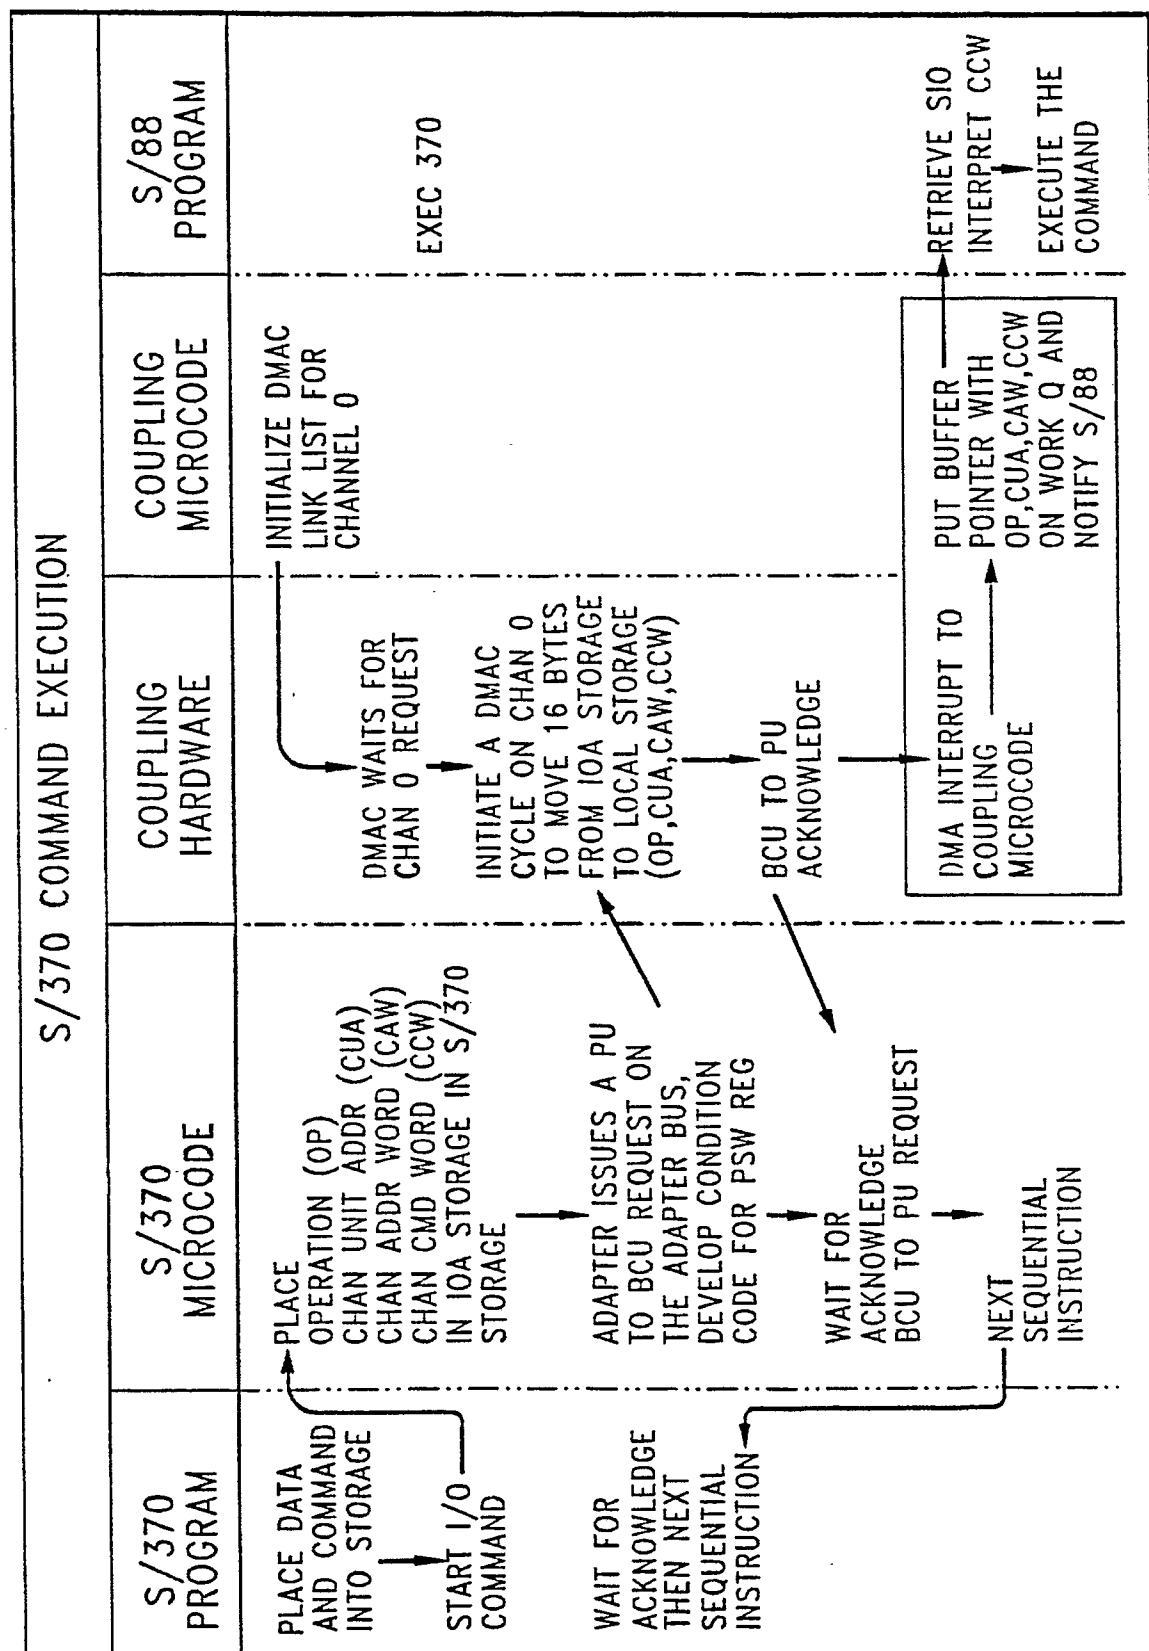 S/370 COMMAND EXECUTION
S/370
PROGRAM
S/370
MICROCODE
COUPLING
HARDWARE
COUPLING
MICROCODE
S/88
PROGRAM
PLACE DATA
AND COMMAND
INTO STORAGE
START I/O
COMMAND
WAIT FOR
ACKNOWLEDGE
THEN NEXT
SEQUENTIAL
INSTRUCTION
PLACE
OPERATION (OP)
CHAN UNIT ADDR (CUA)
CHAN ADDR WORD (CAW)
CHAN CMD WORD (CCW)
IN IOA STORAGE IN S/370
STORAGE
ADAPTER ISSUES A PU
TO BCU REQUEST ON
THE ADAPTER BUS,
DEVELOP CONDITION
CODE FOR PSW REG
WAIT FOR
ACKNOWLEDGE
BCU TO PU REQUEST
NEXT
SEQUENTIAL
INSTRUCTION
DMAC WAITS FOR
CHAN 0 REQUEST
INITIATE A DMAC
CYCLE ON CHAN 0
TO MOVE 16 BYTES
FROM IOA STORAGE
TO LOCAL STORAGE
(OP,CUA,CAW,CCW)
BCU TO PU
ACKNOWLEDGE
DMA INTERRUPT TO
COUPLING
MICROCODE
INITIALIZE DMAC
LINK LIST FOR
CHANNEL 0
PUT BUFFER
POINTER WITH
OP,CUA,CAW,CCW
ON WORK Q AND
NOTIFY S/88
EXEC 370
RETRIEVE SIO
INTERPRET CCW
EXECUTE THE
COMMAND